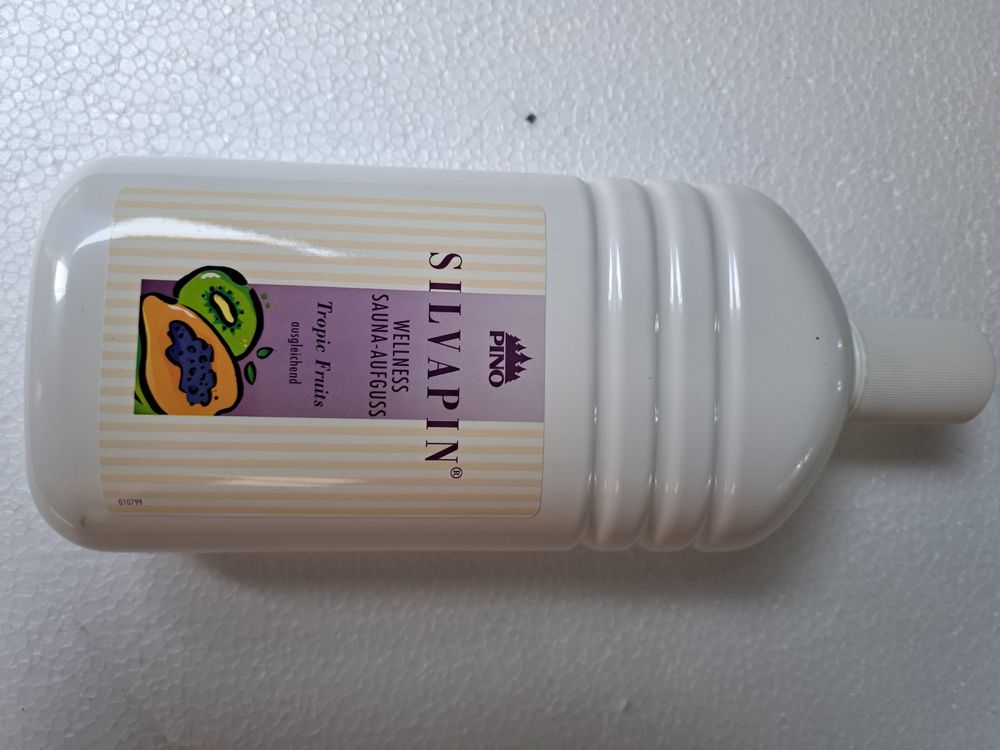 PINO
SILVAPIN®
WELLNESS
SAUNA-AUFGUSS
Tropic Fruits
ausgleichend
010799